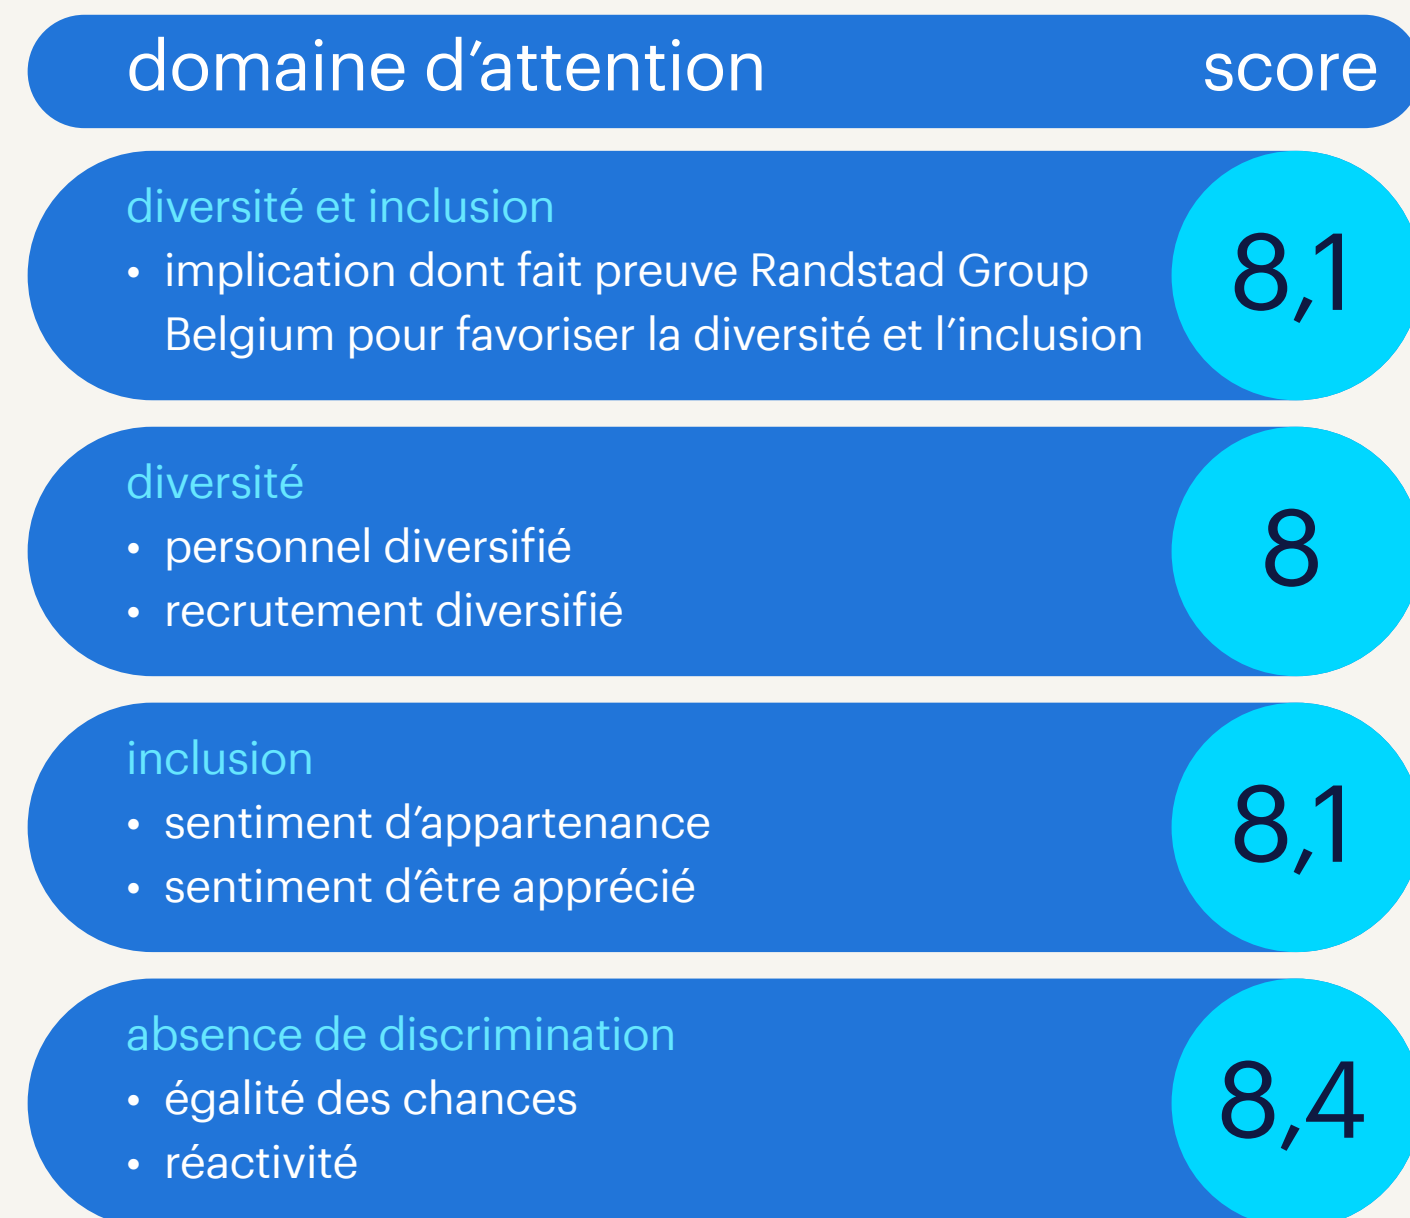 domaine d’attention score
diversité et inclusion
• implication dont fait preuve Randstad Group
Belgium pour favoriser la diversité et l’inclusion
8,1
diversité
• personnel diversifié
• recrutement diversifié
8
inclusion
• sentiment d’appartenance
• sentiment d’être apprécié
8,1
absence de discrimination
• égalité des chances
• réactivité
8,4